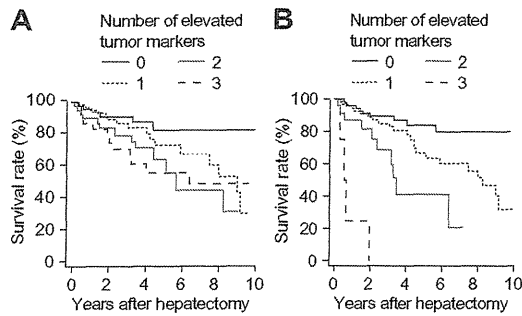 A
Number of elevated
tumor markers
0 2
1 3
Survival rate (%)
100
80
60
40
20
0
0 2 4 6 8 10
Years after hepatectomy
B
Number of elevated
tumor markers
0 2
1 3
Survival rate (%)
100
80
60
40
20
0
0 2 4 6 8 10
Years after hepatectomy